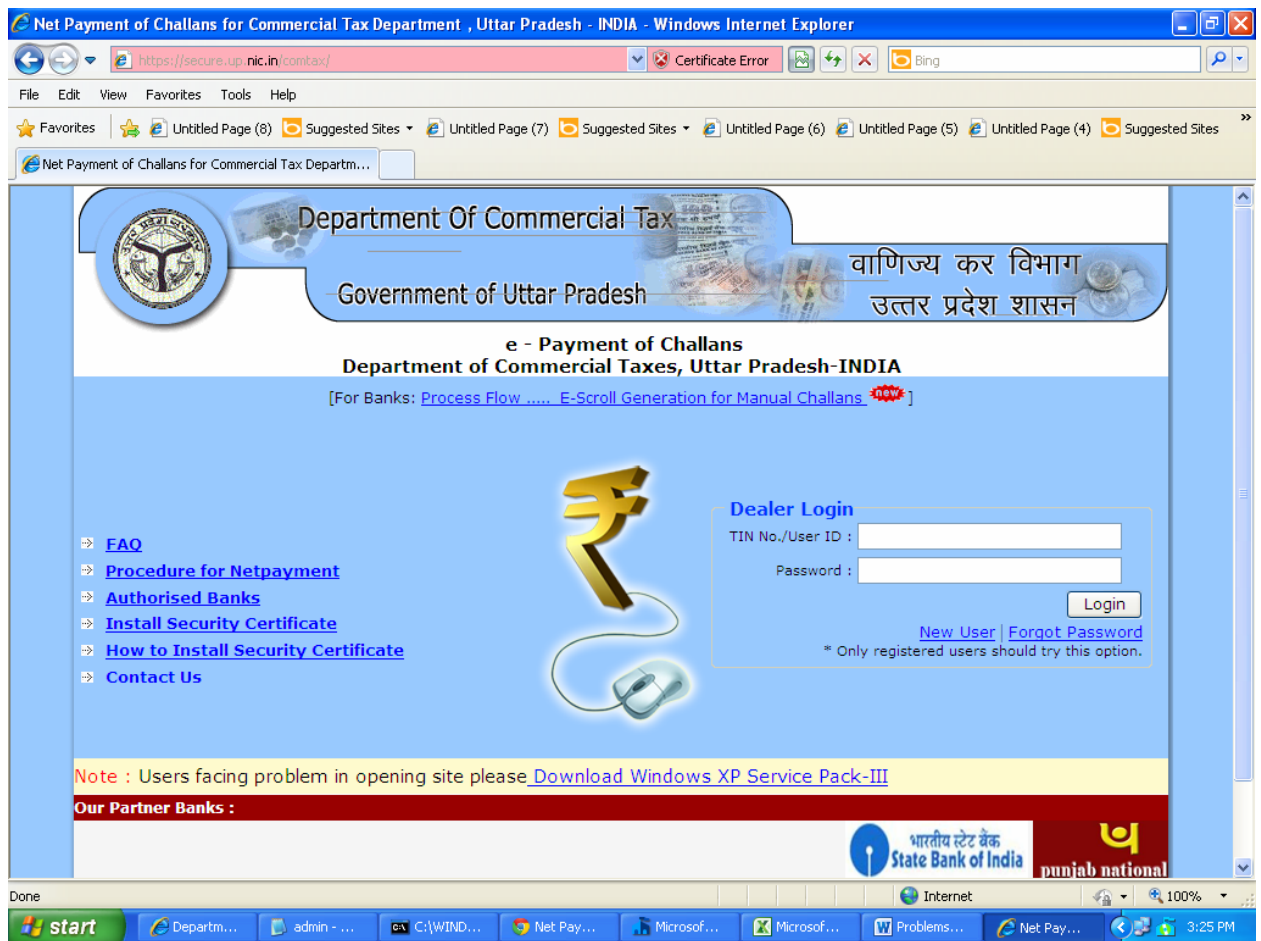 Net Payment of Challans for Commercial Tax Department , Uttar Pradesh - INDIA - Windows Internet Explorer
https://secure.up.nic.in/comtax/ Certificate Error Bing
File Edit View Favorites Tools Help
Favorites Untitled Page (8) Suggested Sites Untitled Page (7) Suggested Sites Untitled Page (6) Untitled Page (5) Untitled Page (4) Suggested Sites »
Net Payment of Challans for Commercial Tax Departm...
Department Of Commercial Tax
Government of Uttar Pradesh
वाणिज्य कर विभाग
उत्तर प्रदेश शासन
e - Payment of Challans
Department of Commercial Taxes, Uttar Pradesh-INDIA
[For Banks: Process Flow ..... E-Scroll Generation for Manual Challans new ]
FAQ
Procedure for Netpayment
Authorised Banks
Install Security Certificate
How to Install Security Certificate
Contact Us
Dealer Login
TIN No./User ID :
Password :
Login
New User | Forgot Password
* Only registered users should try this option.
Note : Users facing problem in opening site please Download Windows XP Service Pack-III
Our Partner Banks :
भारतीय स्टेट बैंक
State Bank of India
punjab national
Done Internet 100%
start Departm... admin - ... C:\WIND... Net Pay... Microsof... Microsof... Problems... Net Pay... 3:25 PM